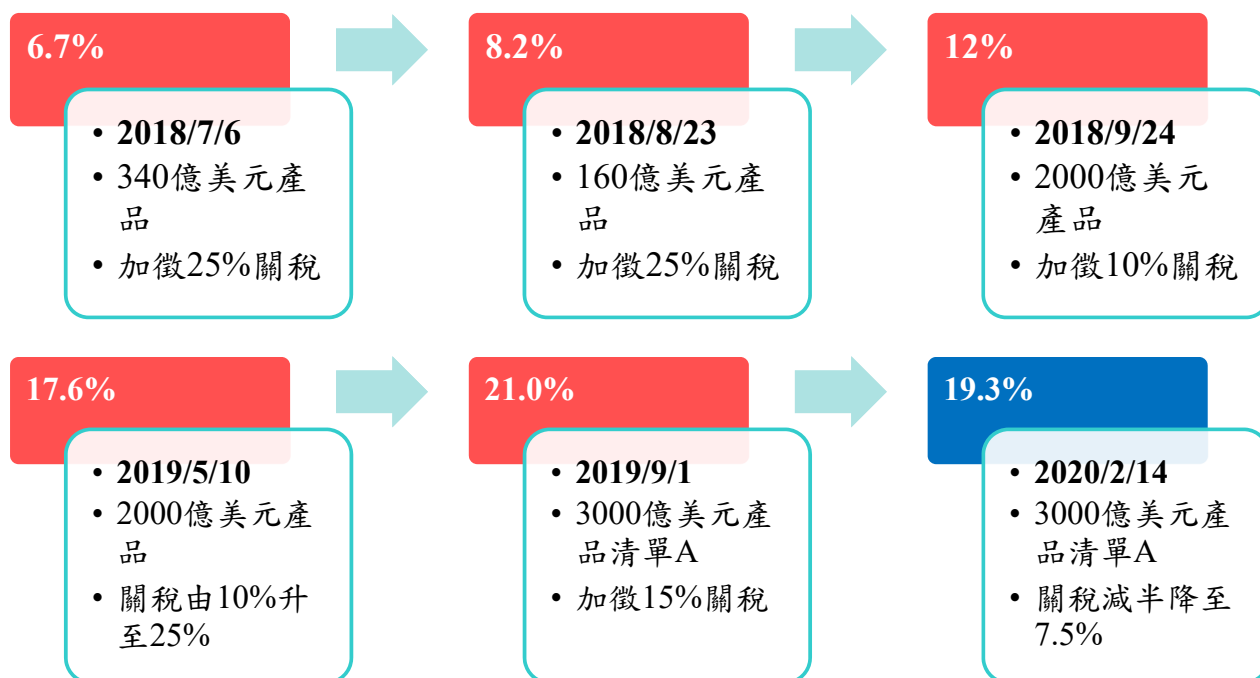 6.7%
• 2018/7/6
• 340億美元產
品
• 加徵25%關稅
8.2%
• 2018/8/23
• 160億美元產
品
• 加徵25%關稅
12%
• 2018/9/24
• 2000億美元
產品
• 加徵10%關稅
17.6%
• 2019/5/10
• 2000億美元產
品
• 關稅由10%升
至25%
21.0%
• 2019/9/1
• 3000億美元產
品清單A
• 加徵15%關稅
19.3%
• 2020/2/14
• 3000億美元產
品清單A
• 關稅減半降至
7.5%